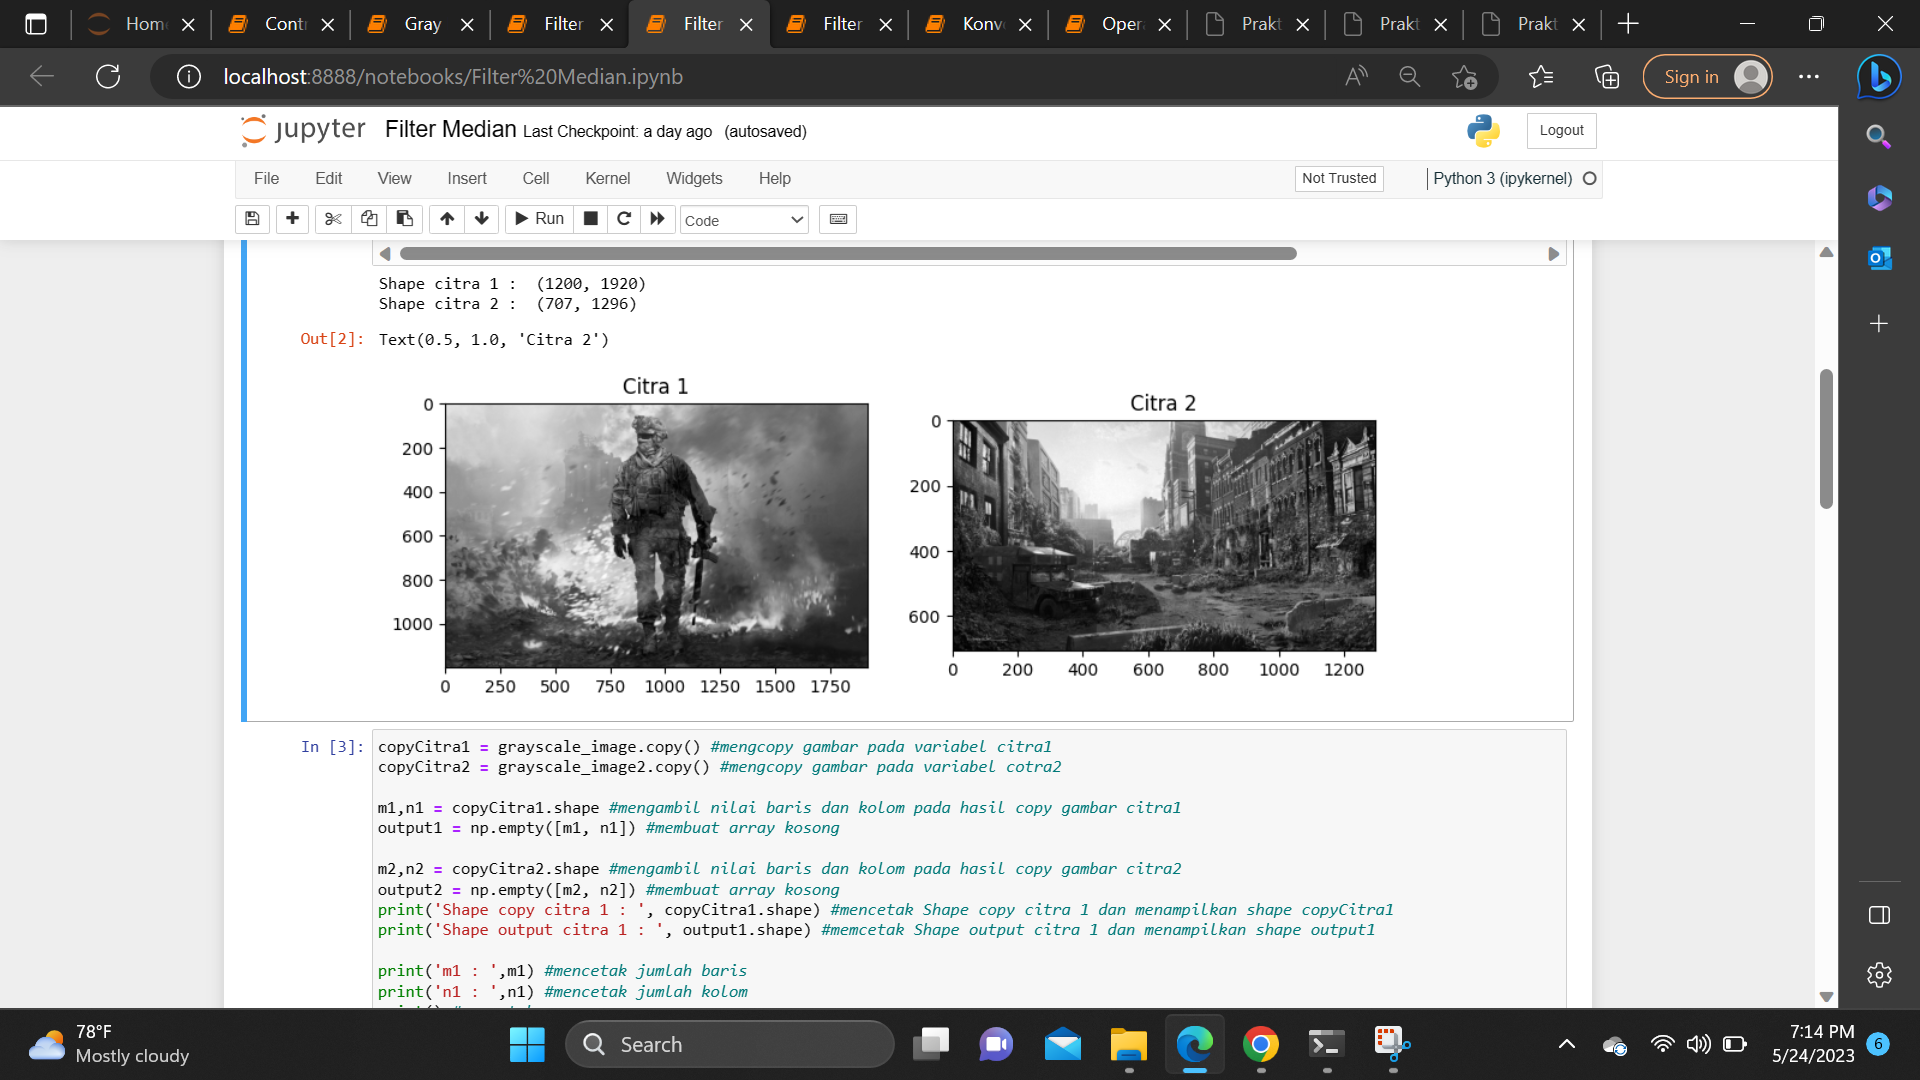 Home
Contr
Gray
Filter
Filter
Filter
Konv
Oper
Prakt
Prakt
Prakt
localhost:8888/notebooks/Filter%20Median.ipynb
Sign in
jupyter Filter Median Last Checkpoint: a day ago (autosaved)
Logout
File Edit View Insert Cell Kernel Widgets Help
Not Trusted
Python 3 (ipykernel)
Run
Code
Shape citra 1 :  (1200, 1920)
Shape citra 2 :  (707, 1296)
Out[2]: Text(0.5, 1.0, 'Citra 2')
Citra 1
0
200
400
600
800
1000
0 250 500 750 1000 1250 1500 1750
Citra 2
0
200
400
600
0 200 400 600 800 1000 1200
In [3]: copyCitra1 = grayscale_image.copy() #mengcopy gambar pada variabel citra1
copyCitra2 = grayscale_image2.copy() #mengcopy gambar pada variabel cotra2
m1,n1 = copyCitra1.shape #mengambil nilai baris dan kolom pada hasil copy gambar citra1
output1 = np.empty([m1, n1]) #membuat array kosong
m2,n2 = copyCitra2.shape #mengambil nilai baris dan kolom pada hasil copy gambar citra2
output2 = np.empty([m2, n2]) #membuat array kosong
print('Shape copy citra 1 : ', copyCitra1.shape) #mencetak Shape copy citra 1 dan menampilkan shape copyCitra1
print('Shape output citra 1 : ', output1.shape) #memcetak Shape output citra 1 dan menampilkan shape output1
print('m1 : ',m1) #mencetak jumlah baris
print('n1 : ',n1) #mencetak jumlah kolom
78°F
Mostly cloudy
Search
7:14 PM
5/24/2023
6